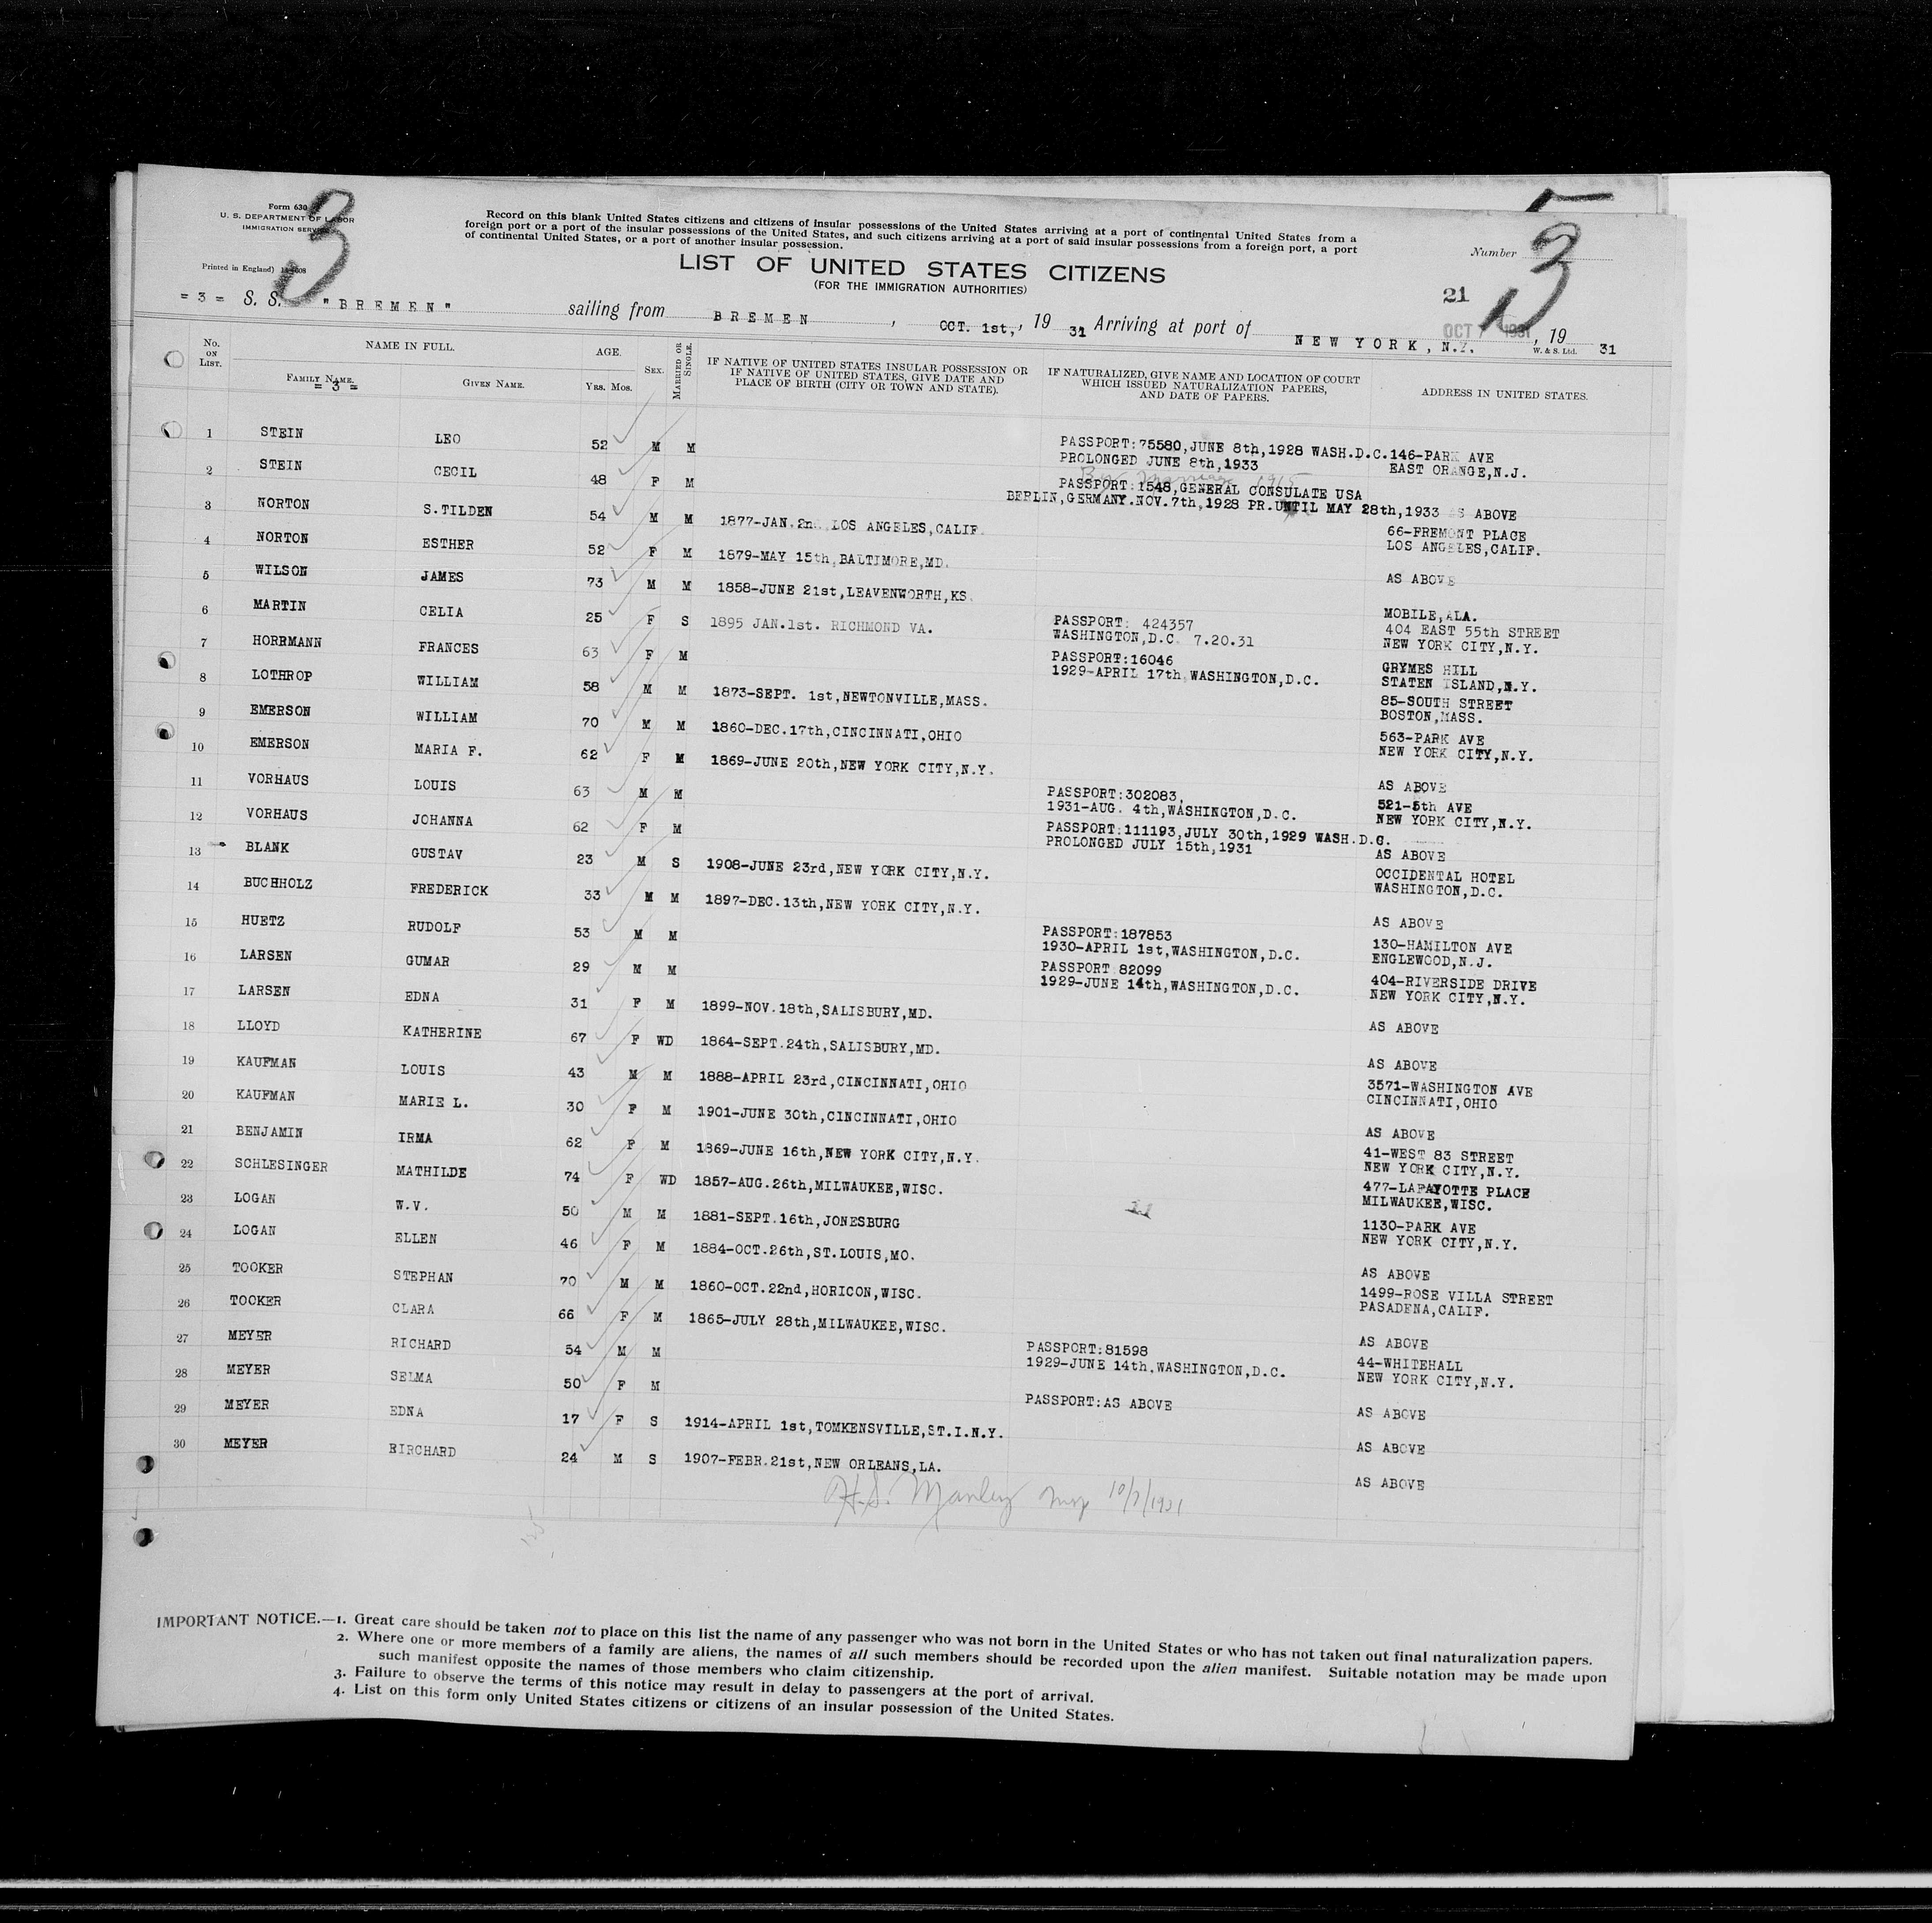 Form 630
U. S. DEPARTMENT OF LABOR
IMMIGRATION SERVICE
Printed in England)
3
Record on this blank United States citizens and citizens of insular possessions of the United States arriving at a port of continental United States from a
foreign port or a port of the insular possessions of the United States, and such citizens arriving at a port of said insular possessions from a foreign port, a port
of continental United States, or a port of another insular possession.
Number 3
5
LIST OF UNITED STATES CITIZENS
(FOR THE IMMIGRATION AUTHORITIES)
21
= 3 = S. S. "BREMEN" sailing from BREMEN, OCT. 1st,, 1931 Arriving at port of NEW YORK, N.Y. OCT 7 1931, 1931
W. & S. Ltd.
No. ON LIST. NAME IN FULL. FAMILY NAME. = 3 = GIVEN NAME. AGE. Yrs. Mos. SEX. MARRIED OR SINGLE. IF NATIVE OF UNITED STATES INSULAR POSSESSION OR IF NATIVE OF UNITED STATES, GIVE DATE AND PLACE OF BIRTH (CITY OR TOWN AND STATE). IF NATURALIZED, GIVE NAME AND LOCATION OF COURT WHICH ISSUED NATURALIZATION PAPERS, AND DATE OF PAPERS. ADDRESS IN UNITED STATES.
1 STEIN LEO 52 M M PASSPORT:75580,JUNE 8th,1928 WASH.D.C. 146-PARK AVE
PROLONGED JUNE 8th,1933 EAST ORANGE,N.J.
By marriage 1915
2 STEIN CECIL 48 F M PASSPORT:1548,GENERAL CONSULATE USA
BERLIN,GERMANY.NOV.7th,1928 PR.UNTIL MAY 28th,1933 AS ABOVE
3 NORTON S.TILDEN 54 M M 1877-JAN.2nd LOS ANGELES,CALIF. 66-FREMONT PLACE
LOS ANGELES,CALIF.
4 NORTON ESTHER 52 F M 1879-MAY 15th,BALTIMORE,MD. AS ABOVE
5 WILSON JAMES 73 M M 1858-JUNE 21st,LEAVENWORTH,KS. MOBILE,ALA.
6 MARTIN CELIA 25 F S 1895 JAN.1st. RICHMOND VA. PASSPORT: 424357 404 EAST 55th STREET
WASHINGTON,D.C. 7.20.31 NEW YORK CITY,N.Y.
7 HORRMANN FRANCES 63 F M PASSPORT:16046 GRYMES HILL
1929-APRIL 17th,WASHINGTON,D.C. STATEN ISLAND,N.Y.
8 LOTHROP WILLIAM 58 M M 1873-SEPT. 1st,NEWTONVILLE,MASS. 85-SOUTH STREET
BOSTON,MASS.
9 EMERSON WILLIAM 70 M M 1860-DEC.17th,CINCINNATI,OHIO 563-PARK AVE
NEW YORK CITY,N.Y.
10 EMERSON MARIA F. 62 F M 1869-JUNE 20th,NEW YORK CITY,N.Y. AS ABOVE
11 VORHAUS LOUIS 63 M M PASSPORT:302083, 521-5th AVE
1931-AUG. 4th,WASHINGTON,D.C. NEW YORK CITY,N.Y.
12 VORHAUS JOHANNA 62 F M PASSPORT:111193,JULY 30th,1929 WASH.D.C.
PROLONGED JULY 15th,1931 AS ABOVE
13 BLANK GUSTAV 23 M S 1908-JUNE 23rd,NEW YORK CITY,N.Y. OCCIDENTAL HOTEL
WASHINGTON,D.C.
14 BUCHHOLZ FREDERICK 33 M M 1897-DEC.13th,NEW YORK CITY,N.Y. AS ABOVE
15 HUETZ RUDOLF 53 M M PASSPORT:187853 130-HAMILTON AVE
1930-APRIL 1st,WASHINGTON,D.C. ENGLEWOOD,N.J.
16 LARSEN GUMAR 29 M M PASSPORT 82099 404-RIVERSIDE DRIVE
1929-JUNE 14th,WASHINGTON,D.C. NEW YORK CITY,N.Y.
17 LARSEN EDNA 31 F M 1899-NOV.18th,SALISBURY,MD. AS ABOVE
18 LLOYD KATHERINE 67 F WD 1864-SEPT.24th,SALISBURY,MD. AS ABOVE
19 KAUFMAN LOUIS 43 M M 1888-APRIL 23rd,CINCINNATI,OHIO 3571-WASHINGTON AVE
CINCINNATI,OHIO
20 KAUFMAN MARIE L. 30 F M 1901-JUNE 30th,CINCINNATI,OHIO AS ABOVE
21 BENJAMIN IRMA 62 F M 1869-JUNE 16th,NEW YORK CITY,N.Y. 41-WEST 83 STREET
NEW YORK CITY,N.Y.
22 SCHLESINGER MATHILDE 74 F WD 1857-AUG.26th,MILWAUKEE,WISC. 477-LAFAYOTTE PLACE
MILWAUKEE,WISC.
11
23 LOGAN W.V. 50 M M 1881-SEPT.16th,JONESBURG 1130-PARK AVE
NEW YORK CITY,N.Y.
24 LOGAN ELLEN 46 F M 1884-OCT.26th,ST.LOUIS,MO. AS ABOVE
25 TOOKER STEPHAN 70 M M 1860-OCT.22nd,HORICON,WISC. 1499-ROSE VILLA STREET
PASADENA,CALIF.
26 TOOKER CLARA 66 F M 1865-JULY 28th,MILWAUKEE,WISC. AS ABOVE
27 MEYER RICHARD 54 M M PASSPORT:81598 44-WHITEHALL
1929-JUNE 14th,WASHINGTON,D.C. NEW YORK CITY,N.Y.
28 MEYER SELMA 50 F M PASSPORT:AS ABOVE AS ABOVE
29 MEYER EDNA 17 F S 1914-APRIL 1st,TOMKENSVILLE,ST.I.N.Y. AS ABOVE
30 MEYER RIRCHARD 24 M S 1907-FEBR.21st,NEW ORLEANS,LA. AS ABOVE
H.S. Manley 10/7/1931
IMPORTANT NOTICE.—1. Great care should be taken not to place on this list the name of any passenger who was not born in the United States or who has not taken out final naturalization papers.
2. Where one or more members of a family are aliens, the names of all such members should be recorded upon the alien manifest. Suitable notation may be made upon
such manifest opposite the names of those members who claim citizenship.
3. Failure to observe the terms of this notice may result in delay to passengers at the port of arrival.
4. List on this form only United States citizens or citizens of an insular possession of the United States.